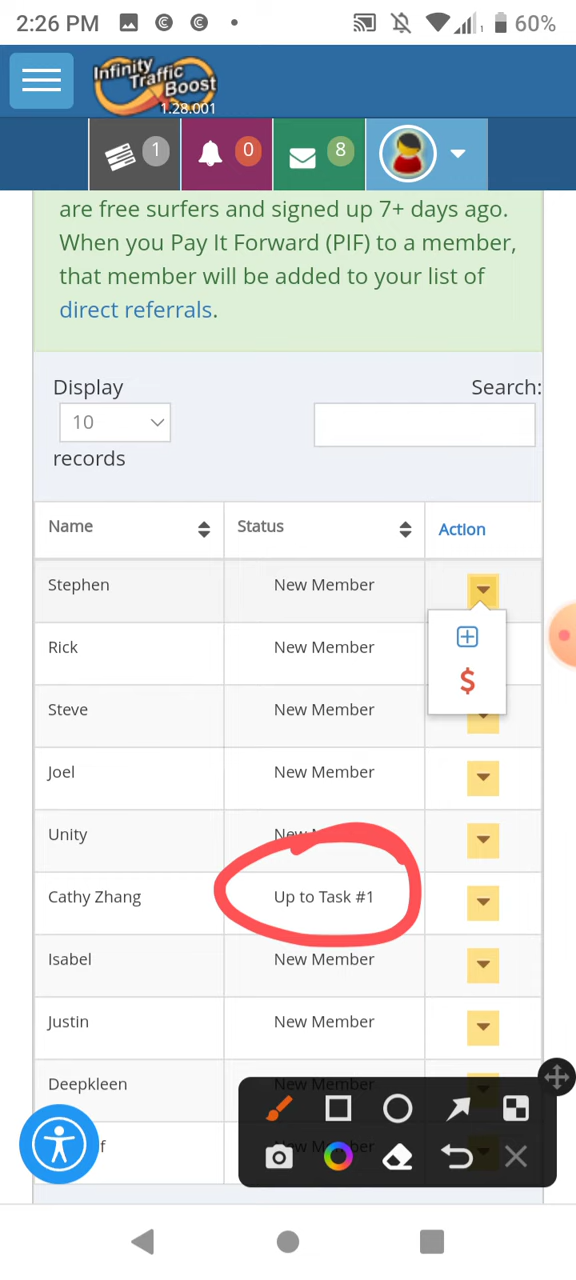 2:26 PM
60%
Infinity
Traffic
Boost
1.28.001
1
0
8
are free surfers and signed up 7+ days ago.
When you Pay It Forward (PIF) to a member,
that member will be added to your list of
direct referrals.
Display
Search:
10
records
Name Status Action
Stephen New Member
$
Rick New Member
Steve New Member
Joel New Member
Unity New
Cathy Zhang Up to Task #1
Isabel New Member
Justin New Member
Deepkleen New Member